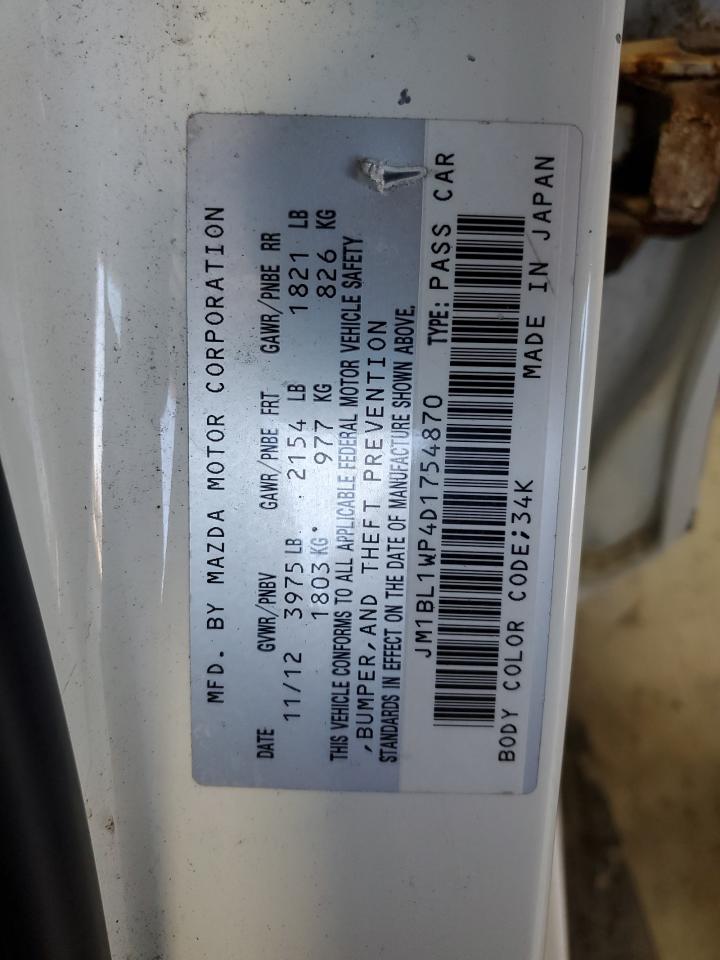 MFD. BY MAZDA MOTOR CORPORATION
DATE GVWR/PNBV GAWR/PNBE FRT GAWR/PNBE RR
11/12 3975 LB 2154 LB 1821 LB
1803 KG 977 KG 826 KG
THIS VEHICLE CONFORMS TO ALL APPLICABLE FEDERAL MOTOR VEHICLE SAFETY
,BUMPER,AND THEFT PREVENTION
STANDARDS IN EFFECT ON THE DATE OF MANUFACTURE SHOWN ABOVE.
JM1BL1WP4D1754870 TYPE: PASS CAR
BODY COLOR CODE;34K MADE IN JAPAN